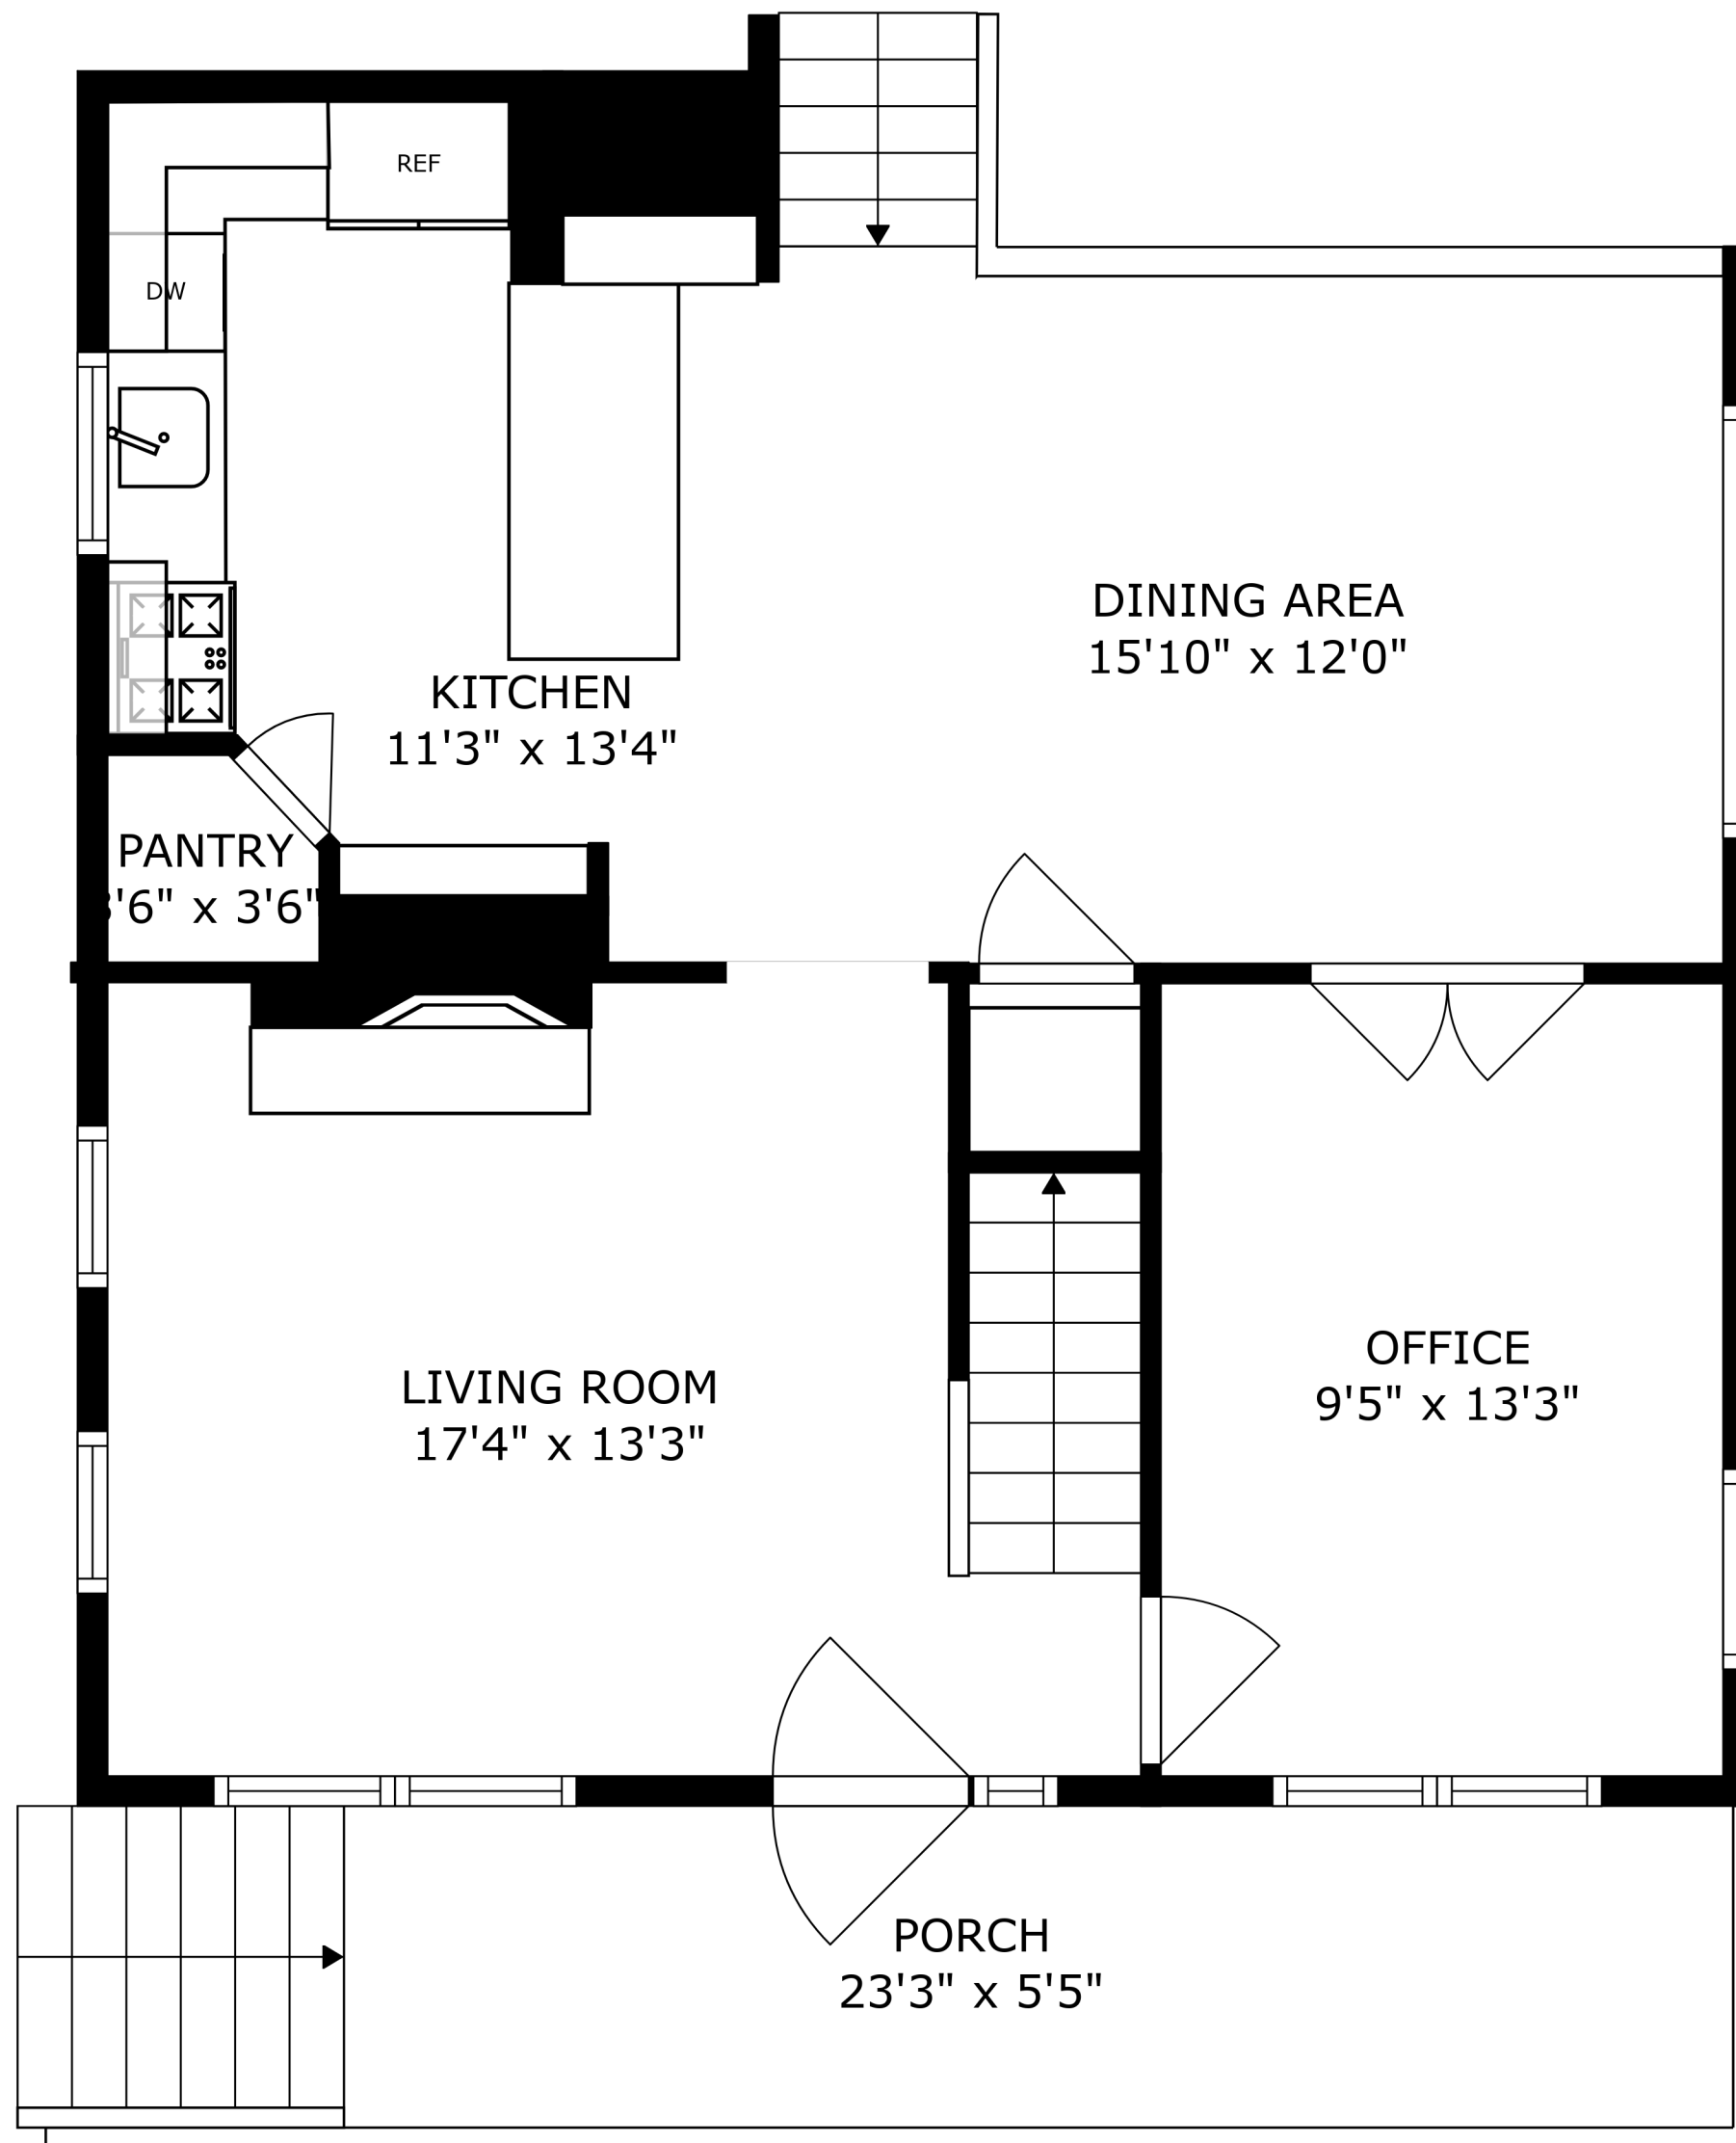 REF
DW
DINING AREA
15'10" x 12'0"
KITCHEN
11'3" x 13'4"
PANTRY
'6" x 3'6"
LIVING ROOM
17'4" x 13'3"
OFFICE
9'5" x 13'3"
PORCH
23'3" x 5'5"